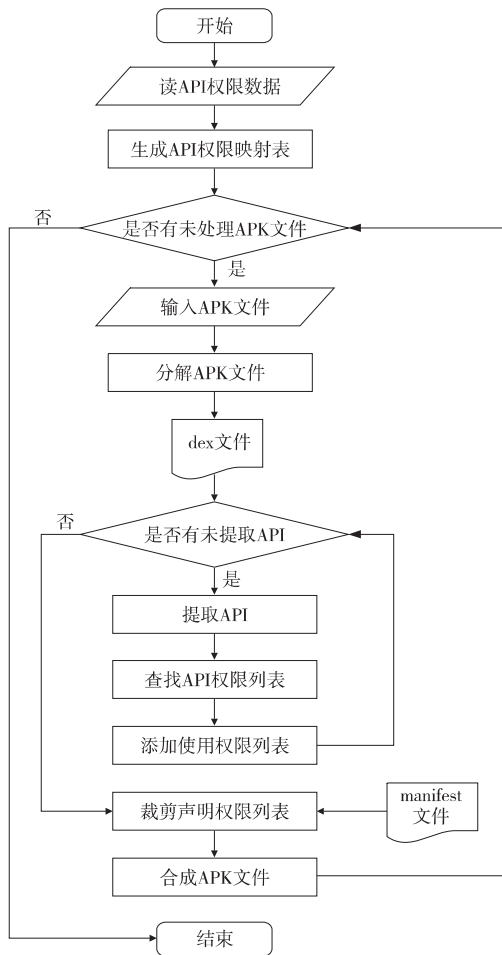 开始
读API权限数据
生成API权限映射表
否
是否有未处理APK文件
是
输入APK文件
分解APK文件
dex文件
否
是否有未提取API
是
提取API
查找API权限列表
添加使用权限列表
裁剪声明权限列表
manifest
文件
合成APK文件
结束